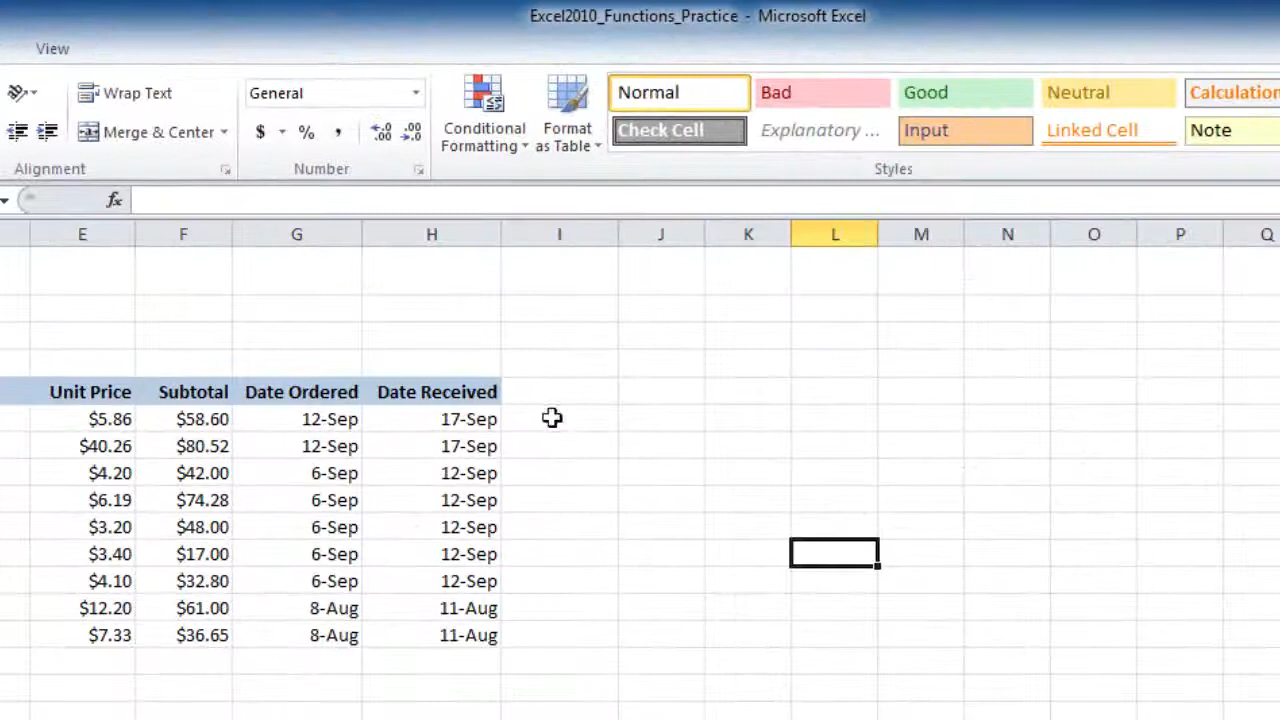 Excel2010_Functions_Practice - Microsoft Excel
View
Wrap Text
General
Normal
Bad
Good
Neutral
Calculation
Merge & Center
$ % ,
Conditional Formatting
Format as Table
Check Cell
Explanatory ...
Input
Linked Cell
Note
Alignment
Number
Styles
fx
E F G H I J K L M N O P Q
Unit Price Subtotal Date Ordered Date Received
$5.86 $58.60 12-Sep 17-Sep
$40.26 $80.52 12-Sep 17-Sep
$4.20 $42.00 6-Sep 12-Sep
$6.19 $74.28 6-Sep 12-Sep
$3.20 $48.00 6-Sep 12-Sep
$3.40 $17.00 6-Sep 12-Sep
$4.10 $32.80 6-Sep 12-Sep
$12.20 $61.00 8-Aug 11-Aug
$7.33 $36.65 8-Aug 11-Aug